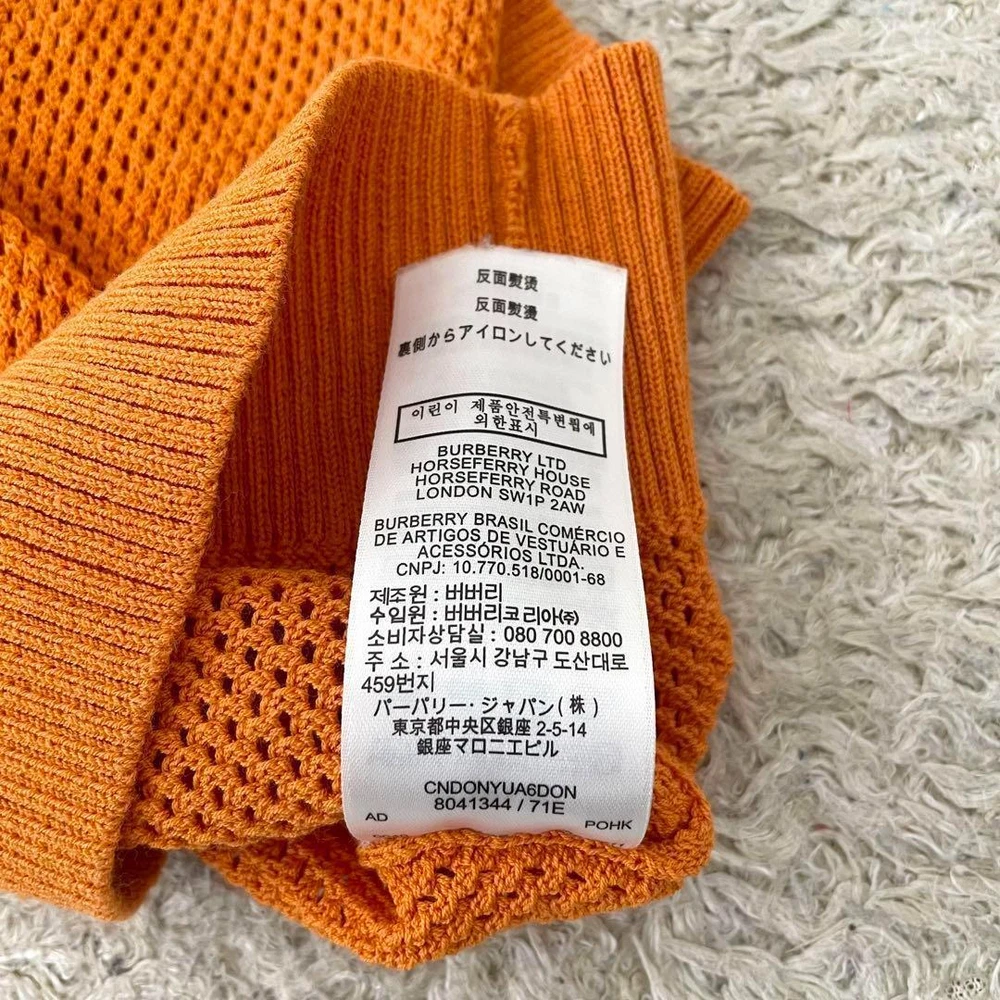 反面熨烫
反面熨燙
裏側からアイロンしてください
이린이 제품안전특변푑에
의한표시
BURBERRY LTD
HORSEFERRY HOUSE
HORSEFERRY ROAD
LONDON SW1P 2AW
BURBERRY BRASIL COMÉRCIO
DE ARTIGOS DE VESTUÁRIO E
ACESSÓRIOS LTDA.
CNPJ: 10.770.518/0001-68
제조원 : 버버리
수입원 : 버버리코리아㈜
소비자상담실 : 080 700 8800
주 소 : 서울시 강남구 도산대로
459번지
パーパリー・ジャパン(株)
東京都中央区銀座 2-5-14
銀座マロニエビル
CNDONYUA6DON
8041344 / 71E
AD POHK